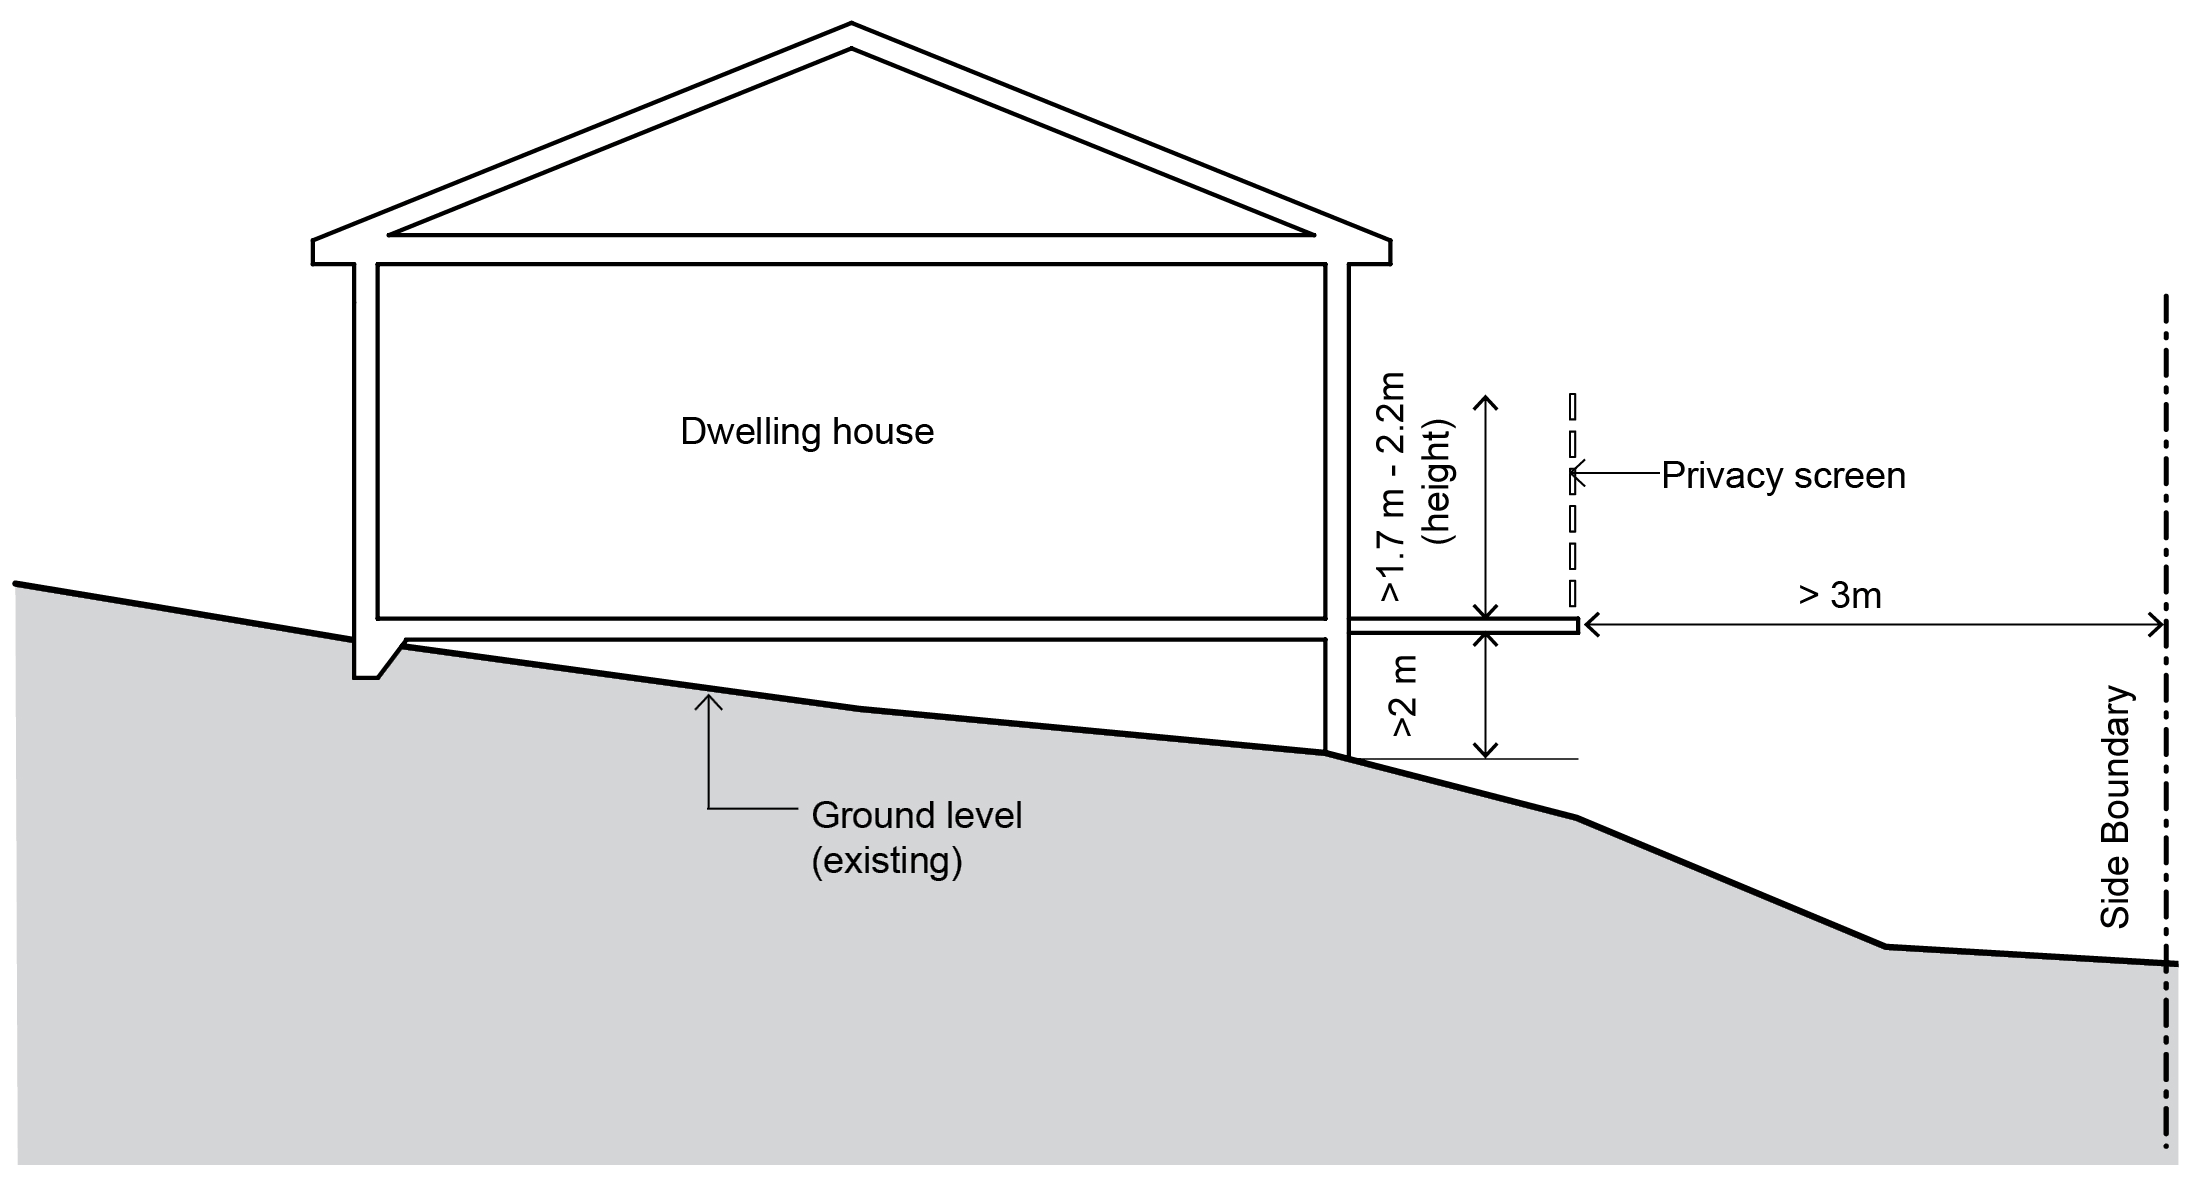 Dwelling house
>1.7 m - 2.2m
(height)
Privacy screen
> 3m
>2 m
Side Boundary
Ground level
(existing)